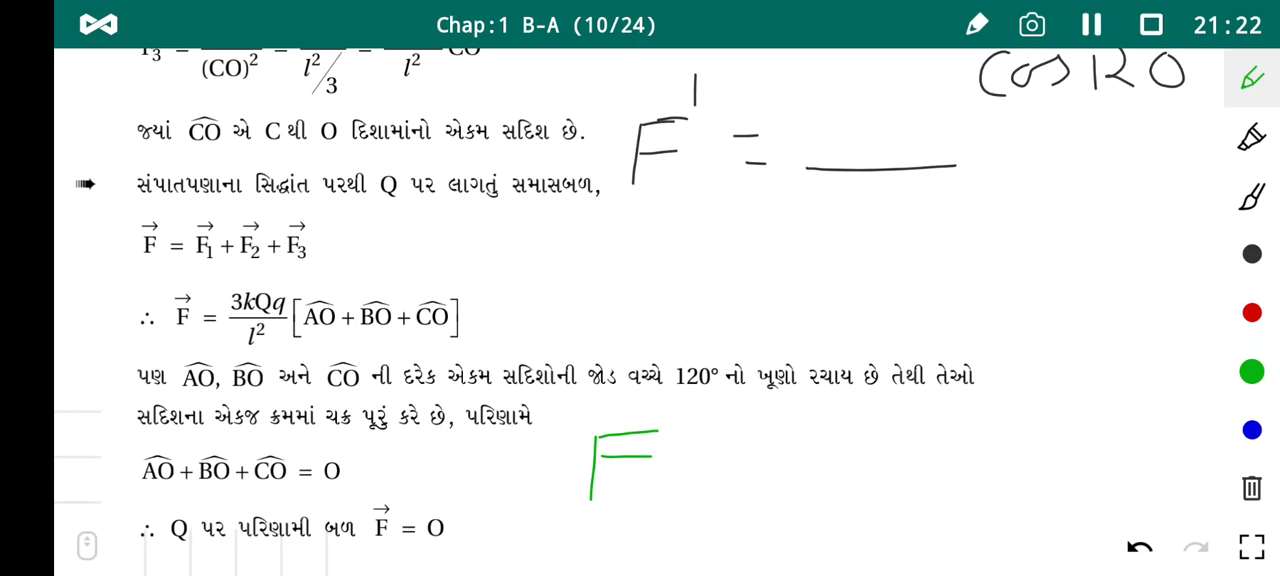 Chap:1 B-A (10/24) 21:22
F3 = (CO)² = l²/3 = l² CO
cos 120
જ્યાં CO એ C થી O દિશામાંનો એકમ સદિશ છે.
F' =
સંપાતપણાના સિદ્ધાંત પરથી Q પર લાગતું સમાસબળ,
F = F1 + F2 + F3
∴ F = 3kQq/l² [AO + BO + CO]
પણ AO, BO અને CO ની દરેક એકમ સદિશોની જોડ વચ્ચે 120° નો ખૂણો રચાય છે તેથી તેઓ
સદિશના એકજ ક્રમમાં ચક્ર પૂરું કરે છે, પરિણામે
F
AO + BO + CO = O
∴ Q પર પરિણામી બળ F = O